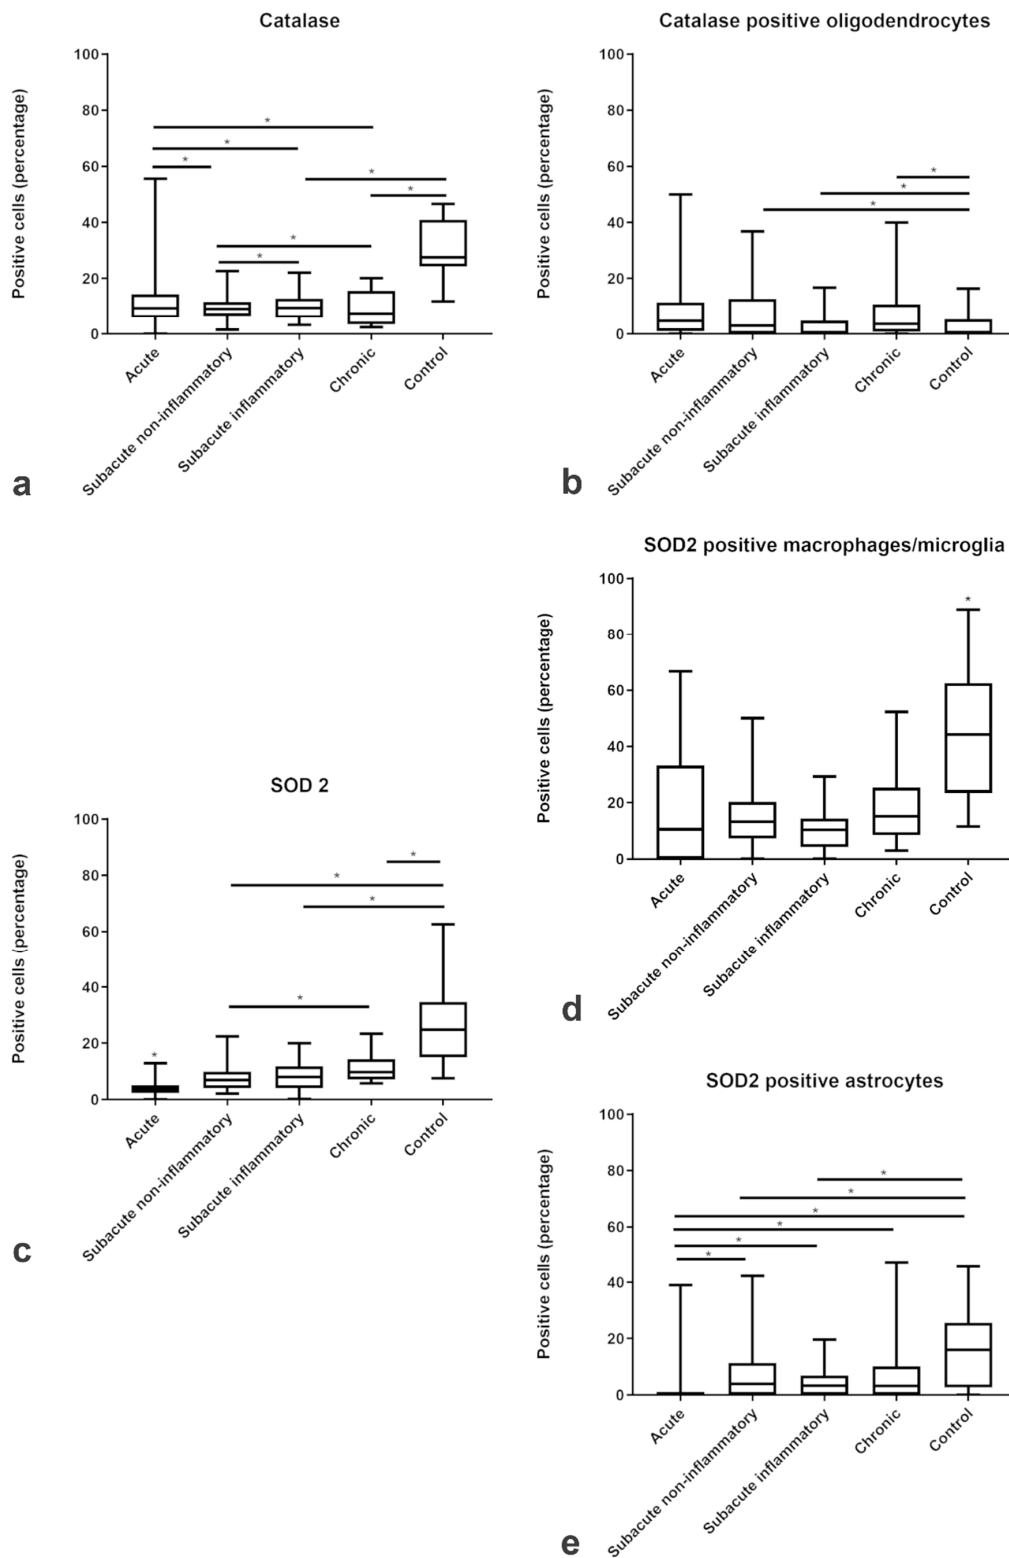 Catalase
Positive cells (percentage)
100
80
60
40
20
0
*
*
*
*
*
*
*
Acute
Subacute non-inflammatory
Subacute inflammatory
Chronic
Control
a
Catalase positive oligodendrocytes
Positive cells (percentage)
100
80
60
40
20
0
*
*
*
Acute
Subacute non-inflammatory
Subacute inflammatory
Chronic
Control
b
SOD 2
Positive cells (percentage)
100
80
60
40
20
0
*
*
*
*
*
Acute
Subacute non-inflammatory
Subacute inflammatory
Chronic
Control
c
SOD2 positive macrophages/microglia
Positive cells (percentage)
100
80
60
40
20
0
*
Acute
Subacute non-inflammatory
Subacute inflammatory
Chronic
Control
d
SOD2 positive astrocytes
Positive cells (percentage)
100
80
60
40
20
0
*
*
*
*
*
*
Acute
Subacute non-inflammatory
Subacute inflammatory
Chronic
Control
e